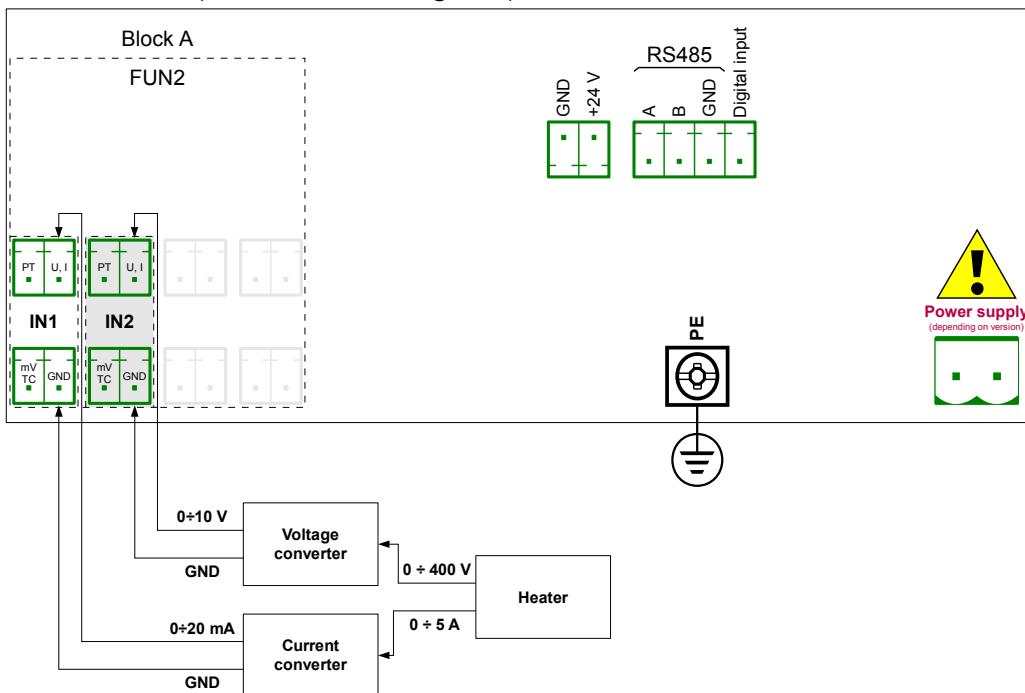 Block A
FUN2
GND
+24 V
RS485
A
B
GND
Digital input
PT
U, I
PT
U, I
IN1
IN2
mV
TC
GND
mV
TC
GND
PE
Power supply
(depending on version)
0÷10 V
Voltage
converter
GND
0 ÷ 400 V
Heater
0 ÷ 5 A
0÷20 mA
Current
converter
GND